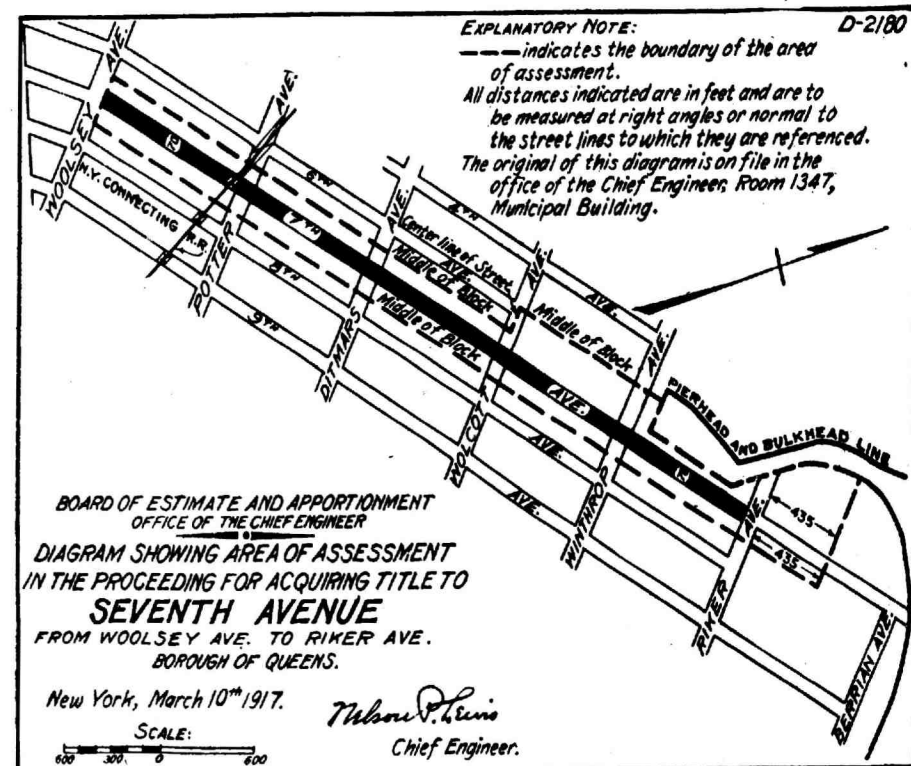 EXPLANATORY NOTE:
D-2180
indicates the boundary of the area
of assessment.
All distances indicated are in feet and are to
be measured at right angles or normal to
the street lines to which they are referenced.
The original of this diagram is on file in the
office of the Chief Engineer, Room 1347,
Municipal Building.
WOOLSEY AVE.
N.Y. CONNECTING R.R.
POTTER AVE.
DITMARS AVE.
WOLCOTT AVE.
WINTHROP AVE.
RIKER AVE.
BERRIAN AVE.
6TH AVE.
7TH AVE.
8TH AVE.
9TH AVE.
AVE.
Center line of Street
Middle of Block
Middle of Block
Middle of Block
70
PIERHEAD AND BULKHEAD LINE
435
435
BOARD OF ESTIMATE AND APPORTIONMENT
OFFICE OF THE CHIEF ENGINEER
DIAGRAM SHOWING AREA OF ASSESSMENT
IN THE PROCEEDING FOR ACQUIRING TITLE TO
SEVENTH AVENUE
FROM WOOLSEY AVE. TO RIKER AVE.
BOROUGH OF QUEENS.
New York, March 10th 1917.
Nelson P. Lewis
Chief Engineer.
SCALE:
600 300 0 600